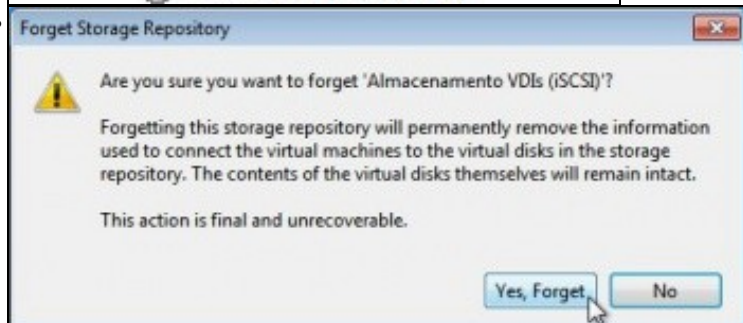 Forget Storage Repository
Are you sure you want to forget 'Almacenamento VDIs (iSCSI)'?
Forgetting this storage repository will permanently remove the information
used to connect the virtual machines to the virtual disks in the storage
repository. The contents of the virtual disks themselves will remain intact.
This action is final and unrecoverable.
Yes, Forget
No